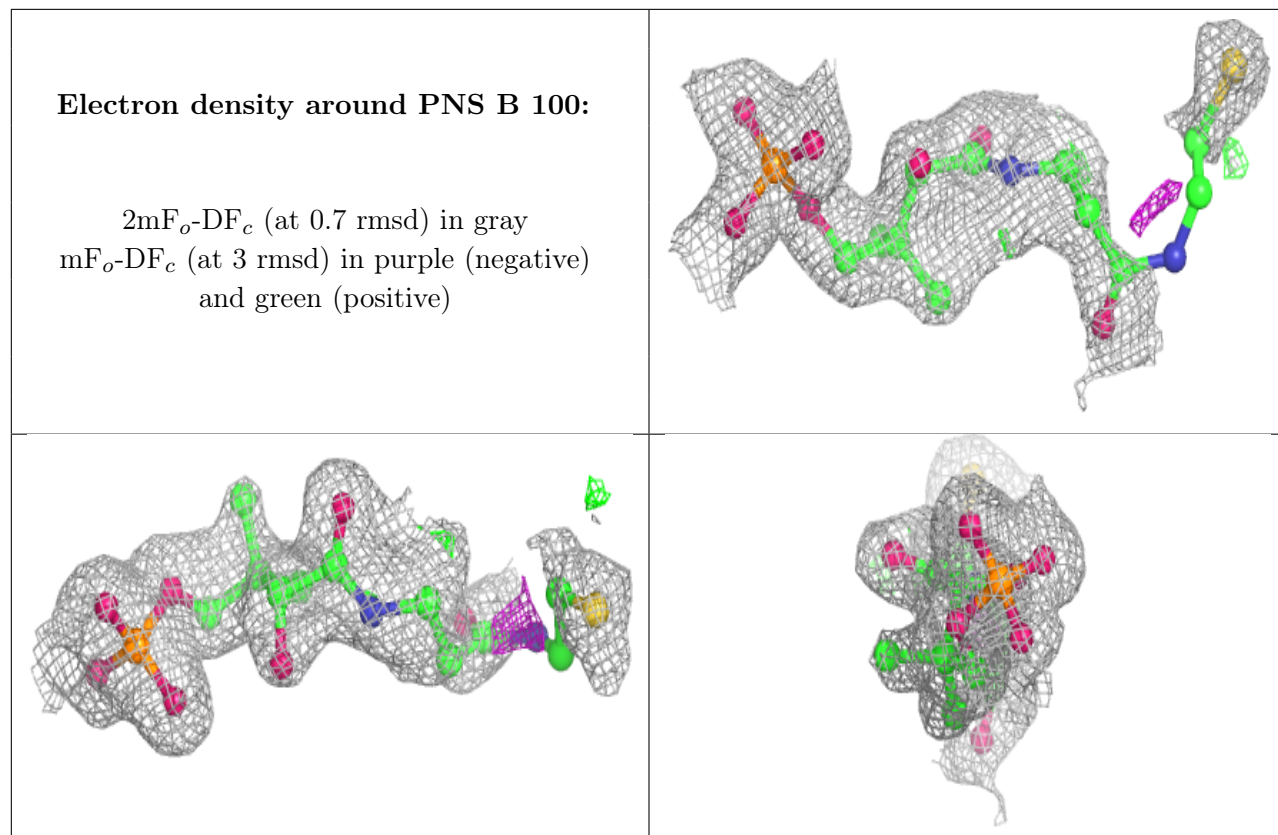 Electron density around PNS B 100:
2mFₒ-DF𝒸 (at 0.7 rmsd) in gray
mFₒ-DF𝒸 (at 3 rmsd) in purple (negative)
and green (positive)